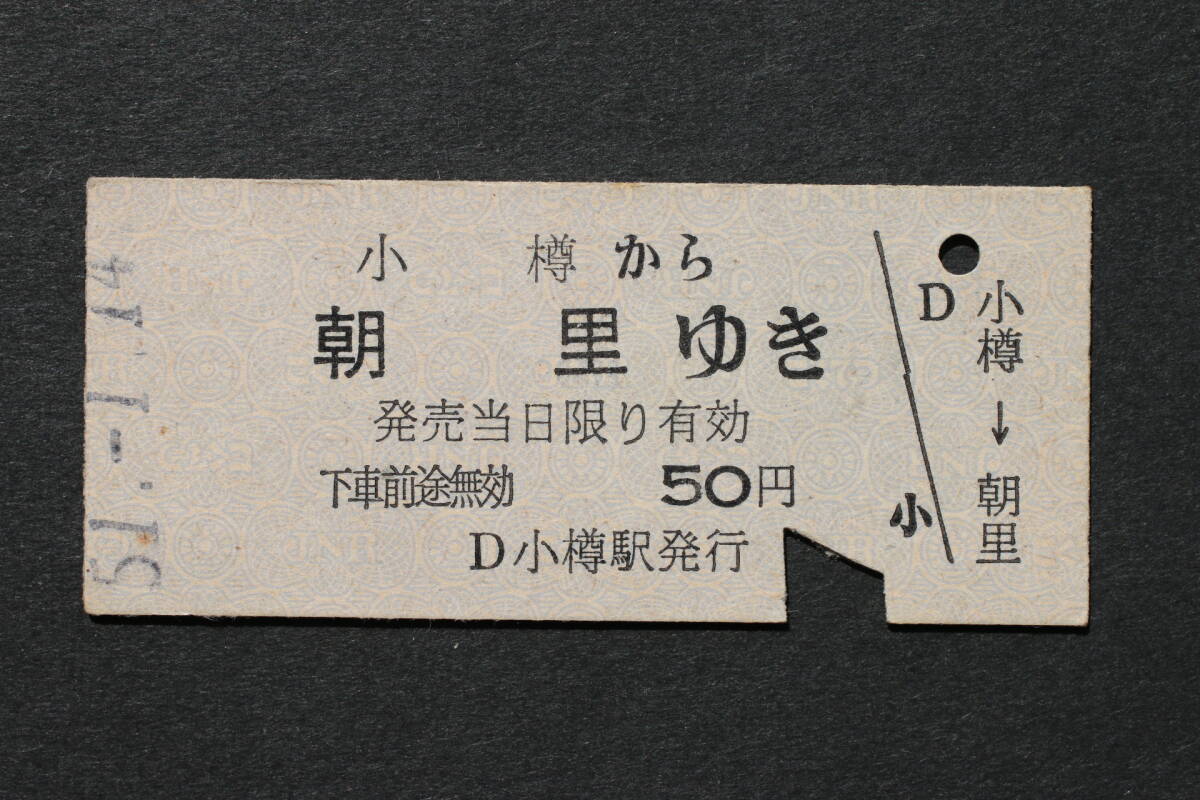 小樽から
朝里ゆき
発売当日限り有効
下車前途無効 50円
D小樽駅発行
51.-1.14
D
小樽→朝里
小